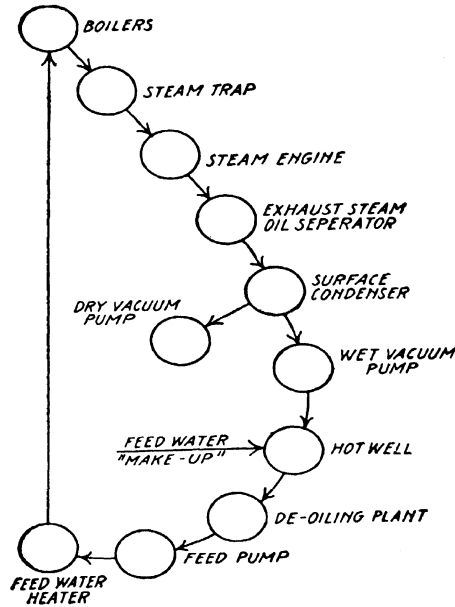 BOILERS
STEAM TRAP
STEAM ENGINE
EXHAUST STEAM
OIL SEPERATOR
SURFACE
CONDENSER
DRY VACUUM
PUMP
WET VACUUM
PUMP
FEED WATER
"MAKE-UP"
HOT WELL
DE-OILING PLANT
FEED PUMP
FEED WATER
HEATER